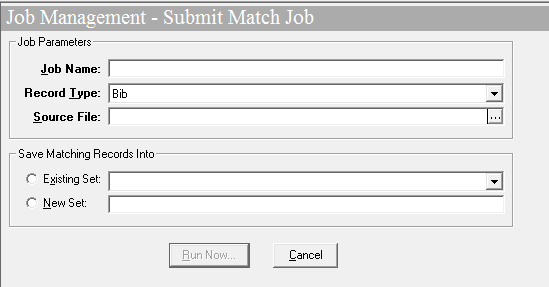 Job Management - Submit Match Job
Job Parameters
Job Name:
Record Type: Bib
Source File: ...
Save Matching Records Into
Existing Set:
New Set:
Run Now... Cancel